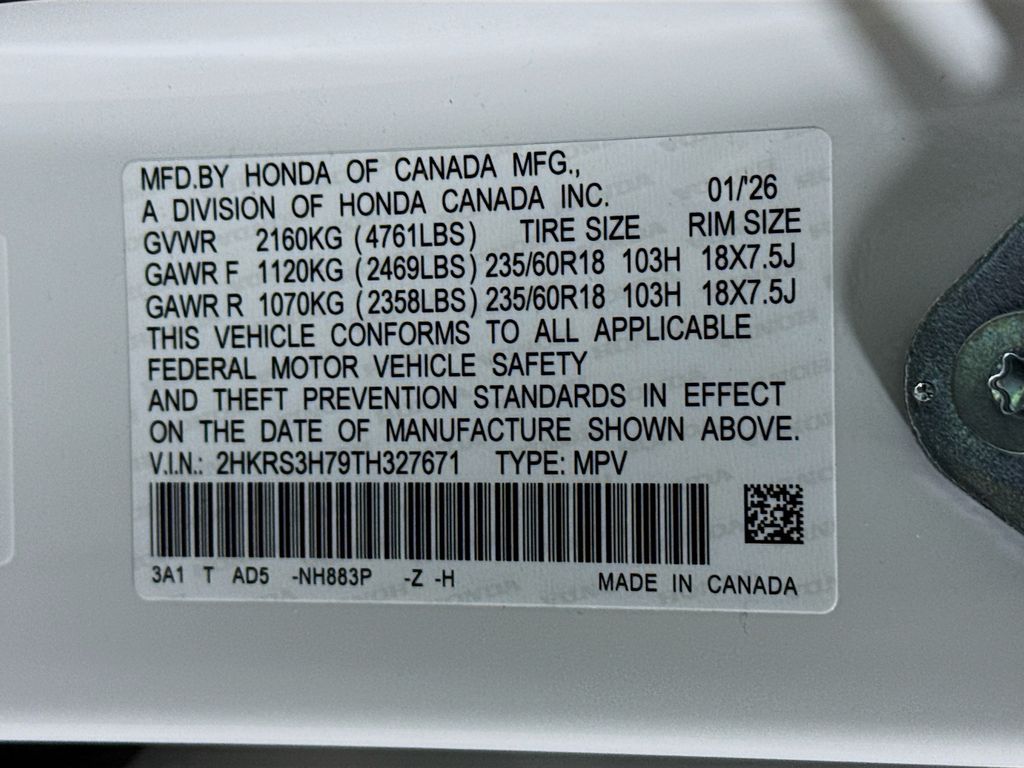 MFD.BY HONDA OF CANADA MFG.,
A DIVISION OF HONDA CANADA INC. 01/'26
GVWR 2160KG (4761LBS) TIRE SIZE RIM SIZE
GAWR F 1120KG (2469LBS) 235/60R18 103H 18X7.5J
GAWR R 1070KG (2358LBS) 235/60R18 103H 18X7.5J
THIS VEHICLE CONFORMS TO ALL APPLICABLE
FEDERAL MOTOR VEHICLE SAFETY
AND THEFT PREVENTION STANDARDS IN EFFECT
ON THE DATE OF MANUFACTURE SHOWN ABOVE.
V.I.N.: 2HKRS3H79TH327671 TYPE: MPV
3A1 T AD5 -NH883P -Z -H MADE IN CANADA